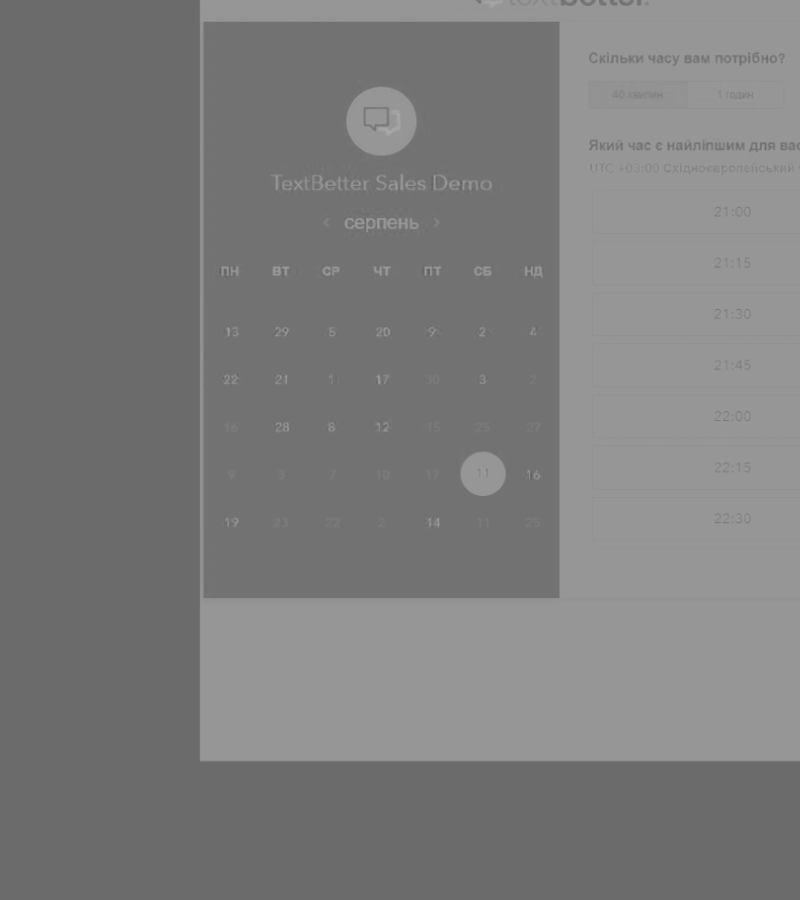 textbetter.
Скільки часу вам потрібно?
40 хвилин 1 годин
TextBetter Sales Demo
‹ серпень ›
ПН ВТ СР ЧТ ПТ СБ НД
13 29 5 20 9 2 4
22 21 1 17 30 3 2
16 28 8 12 15 25 27
9 3 7 10 17 11 16
19 23 22 2 14 11 25
Який час є найліпшим для вас
UTC +03:00 Східноєвропейський
21:00
21:15
21:30
21:45
22:00
22:15
22:30